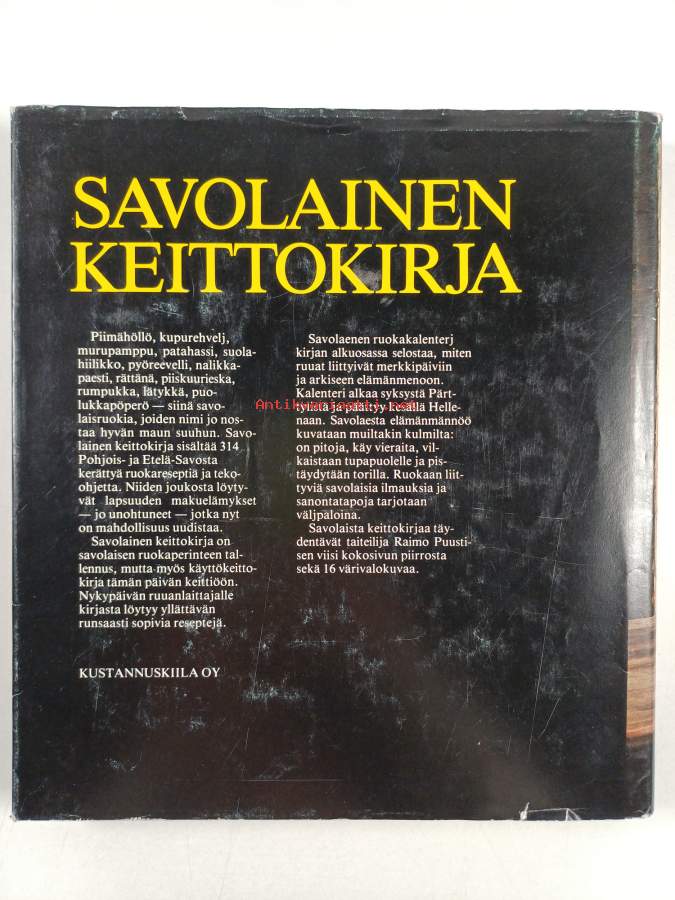 SAVOLAINEN
KEITTOKIRJA
Piimähöllö, kupurehvelj,
murupamppu, patahassi, suola-
hiilikko, pyöreevelli, nalikka-
paesti, rättänä, piiskuurieska,
rumpukka, lätykkä, puo-
lukkapöperö — siinä savo-
laisruokia, joiden nimi jo nos-
taa hyvän maun suuhun. Savo-
lainen keittokirja sisältää 314
Pohjois- ja Etelä-Savosta
kerättyä ruokareseptiä ja teko-
ohjetta. Niiden joukosta löyty-
vät lapsuuden makuelämykset
— jo unohtuneet — jotka nyt
on mahdollisuus uudistaa.
Savolainen keittokirja on
savolaisen ruokaperinteen tal-
lennus, mutta myös käyttökeitto-
kirja tämän päivän keittiöön.
Nykypäivän ruuanlaittajalle
kirjasta löytyy yllättävän
runsaasti sopivia reseptejä.
KUSTANNUSKIILA OY
Savolaenen ruokakalenterj
kirjan alkuosassa selostaa, miten
ruuat liittyivät merkkipäiviin
ja arkiseen elämänmenoon.
Kalenteri alkaa syksystä Pärt-
tylistä ja päättyy kesällä Helle-
naan. Savolaesta elämänmännöö
kuvataan muiltakin kulmilta:
on pitoja, käy vieraita, vil-
kaistaan tupapuolelle ja pis-
täydytään torilla. Ruokaan liit-
tyviä savolaisia ilmauksia ja
sanontatapoja tarjotaan
väljpaloina.
Savolaista keittokirjaa täy-
dentävät taiteilija Raimo Puusti-
sen viisi kokosivun piirrosta
sekä 16 värivalokuvaa.